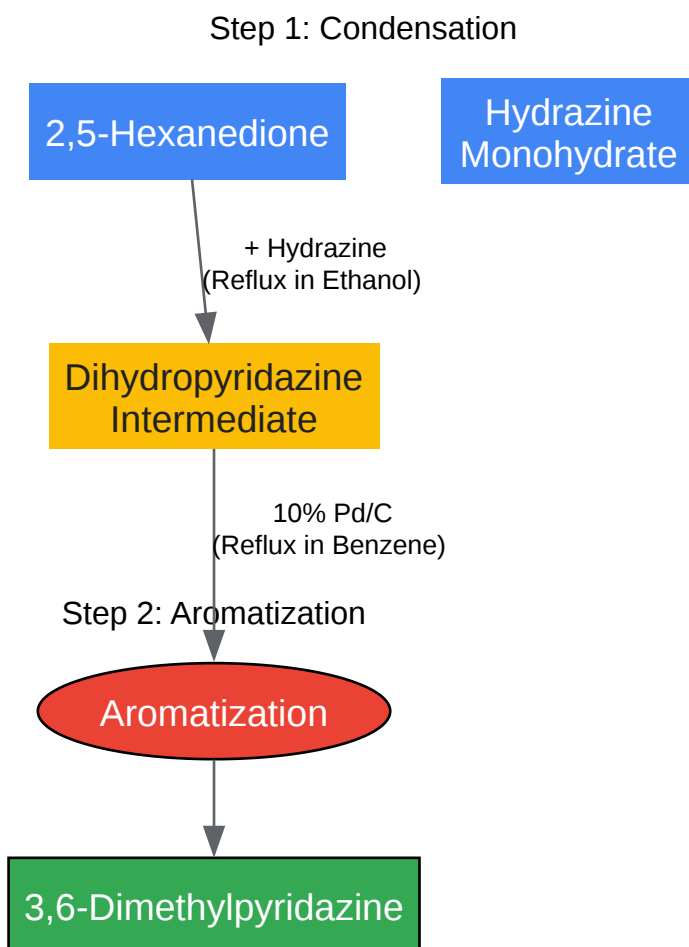 Step 1: Condensation
2,5-Hexanedione
Hydrazine
Monohydrate
+ Hydrazine
(Reflux in Ethanol)
Dihydropyridazine
Intermediate
10% Pd/C
(Reflux in Benzene)
Step 2: Aromatization
Aromatization
3,6-Dimethylpyridazine